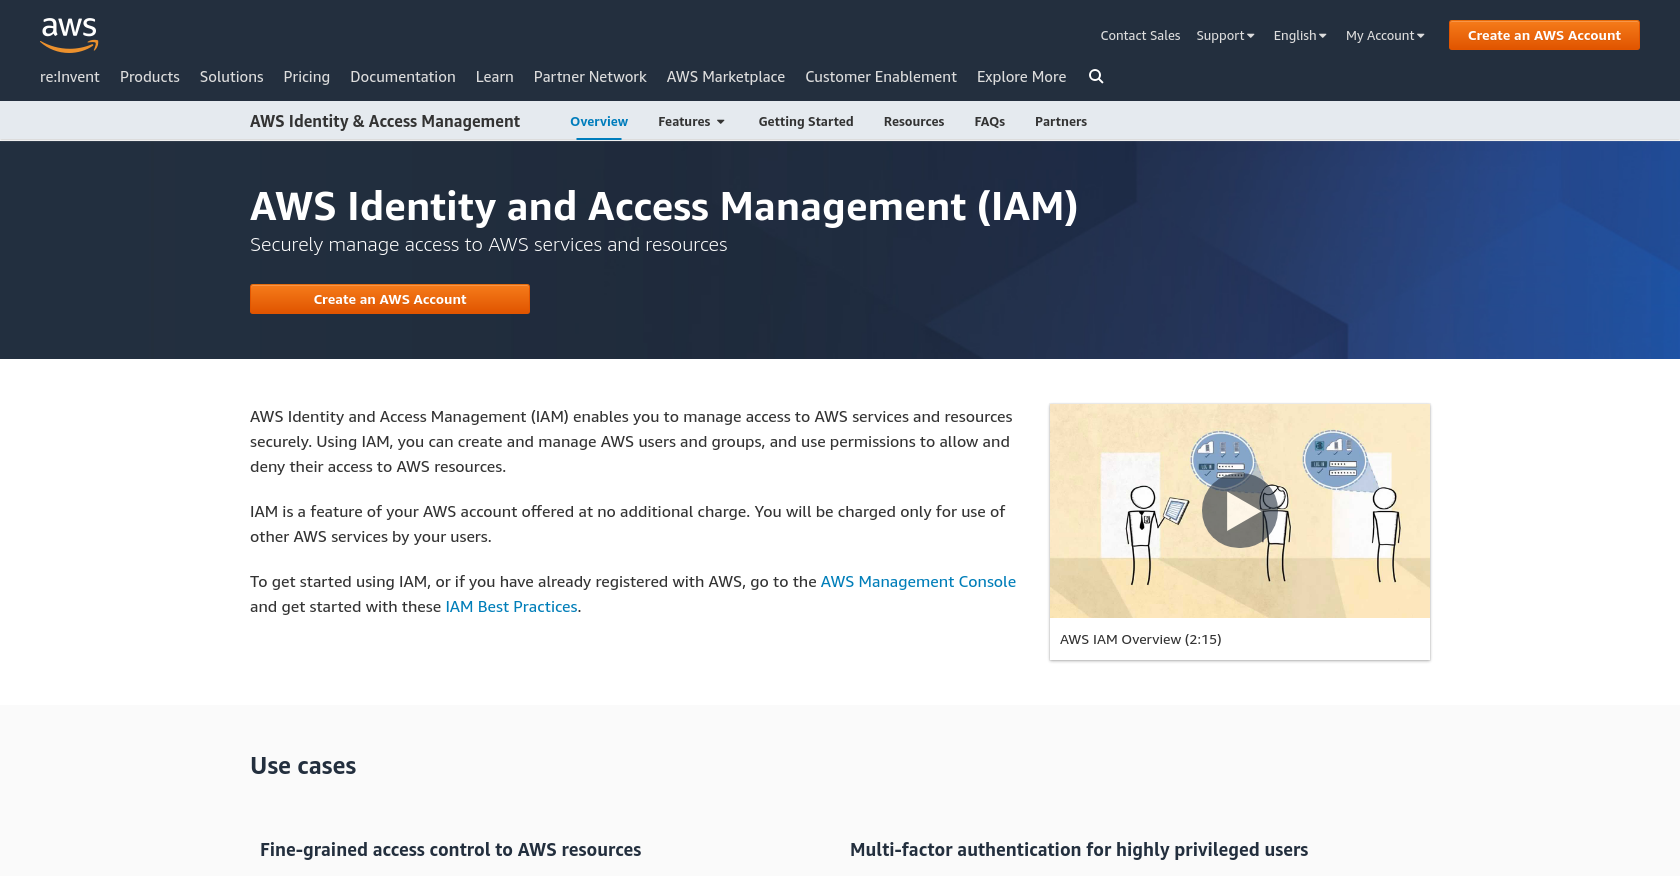 aws
Contact Sales Support English My Account Create an AWS Account
re:Invent Products Solutions Pricing Documentation Learn Partner Network AWS Marketplace Customer Enablement Explore More
AWS Identity & Access Management Overview Features Getting Started Resources FAQs Partners
AWS Identity and Access Management (IAM)
Securely manage access to AWS services and resources
Create an AWS Account
AWS Identity and Access Management (IAM) enables you to manage access to AWS services and resources
securely. Using IAM, you can create and manage AWS users and groups, and use permissions to allow and
deny their access to AWS resources.
IAM is a feature of your AWS account offered at no additional charge. You will be charged only for use of
other AWS services by your users.
To get started using IAM, or if you have already registered with AWS, go to the AWS Management Console
and get started with these IAM Best Practices.
AWS IAM Overview (2:15)
Use cases
Fine-grained access control to AWS resources
Multi-factor authentication for highly privileged users